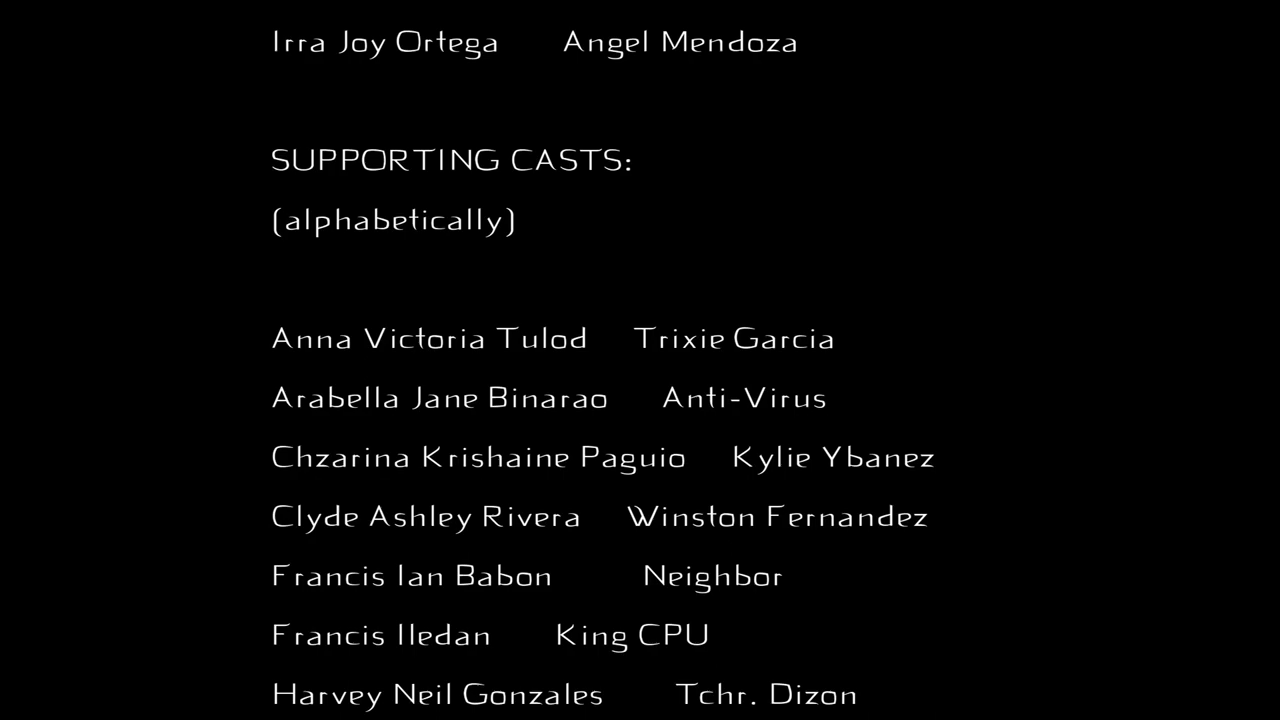 Irra Joy Ortega Angel Mendoza
SUPPORTING CASTS:
(alphabetically)
Anna Victoria Tulod Trixie Garcia
Arabella Jane Binarao Anti-Virus
Chzarina Krishaine Paguio Kylie Ybanez
Clyde Ashley Rivera Winston Fernandez
Francis Ian Babon Neighbor
Francis Iledan King CPU
Harvey Neil Gonzales Tchr. Dizon